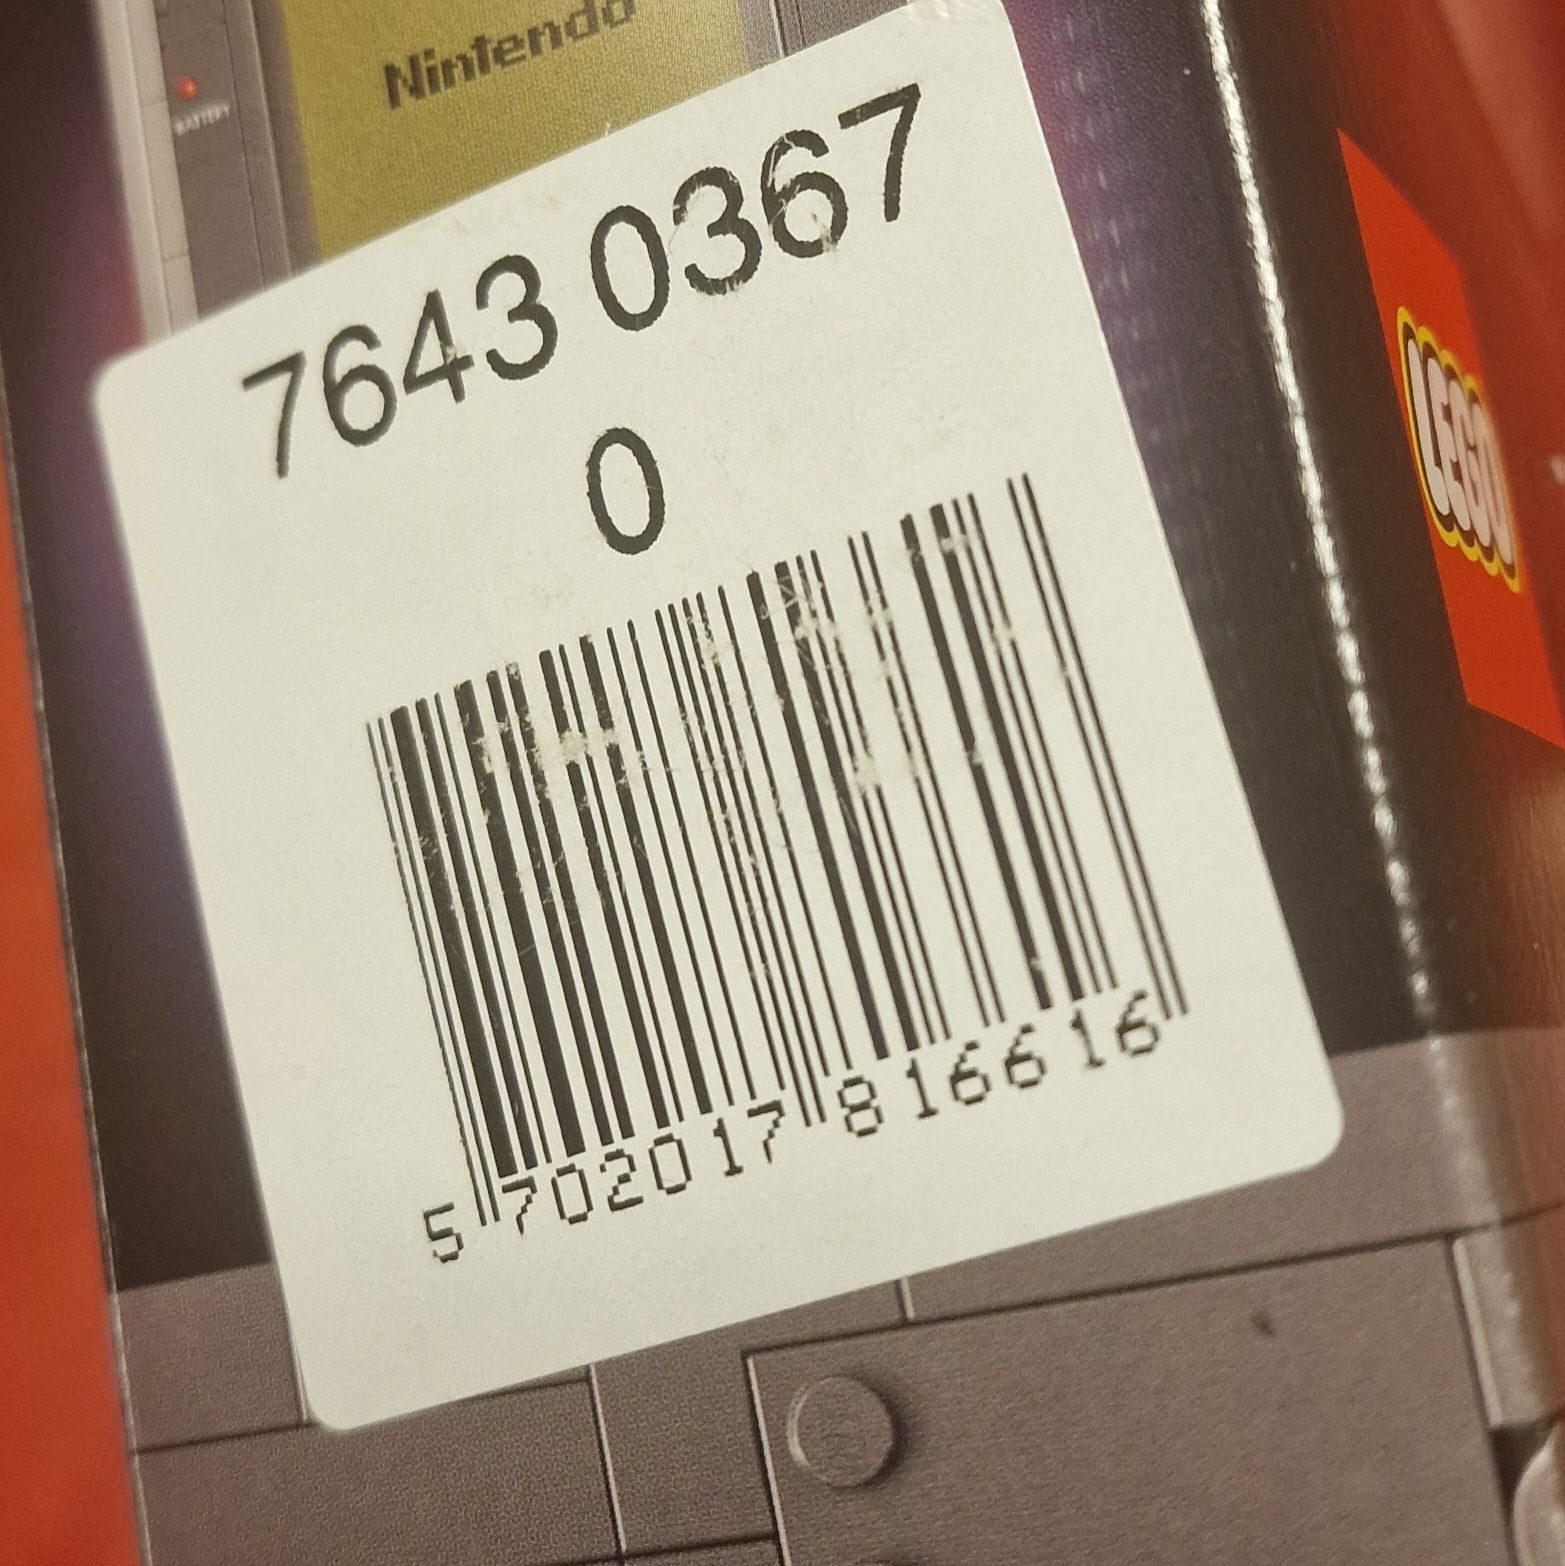 Nintendo
BATTERY
7643 0367
0
LEGO
5 702017 816616